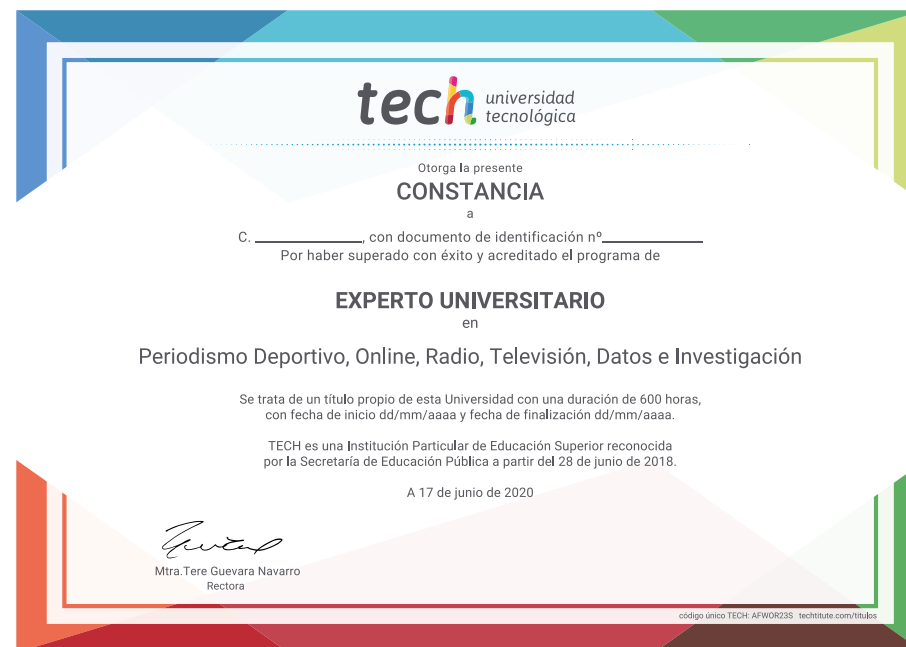 tech universidad
tecnológica
Otorga la presente
CONSTANCIA
a
C. ____________, con documento de identificación nº____________
Por haber superado con éxito y acreditado el programa de
EXPERTO UNIVERSITARIO
en
Periodismo Deportivo, Online, Radio, Televisión, Datos e Investigación
Se trata de un título propio de esta Universidad con una duración de 600 horas,
con fecha de inicio dd/mm/aaaa y fecha de finalización dd/mm/aaaa.
TECH es una Institución Particular de Educación Superior reconocida
por la Secretaría de Educación Pública a partir del 28 de junio de 2018.
A 17 de junio de 2020
Mtra.Tere Guevara Navarro
Rectora
código único TECH: AFWOR23S techtitute.com/titulos